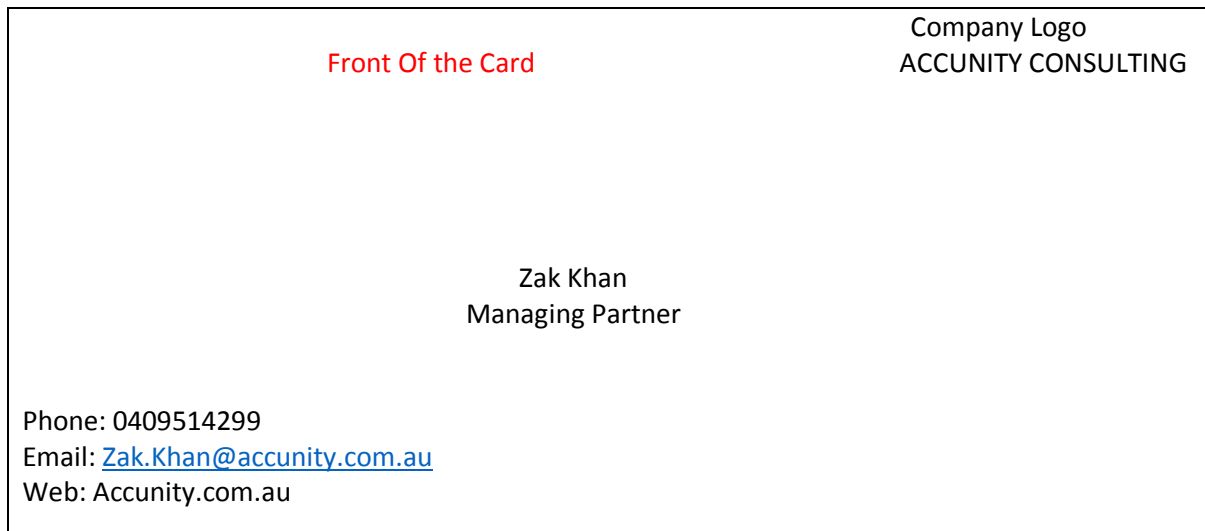 Company Logo
Front Of the Card ACCUNITY CONSULTING
Zak Khan
Managing Partner
Phone: 0409514299
Email: Zak.Khan@accunity.com.au
Web: Accunity.com.au